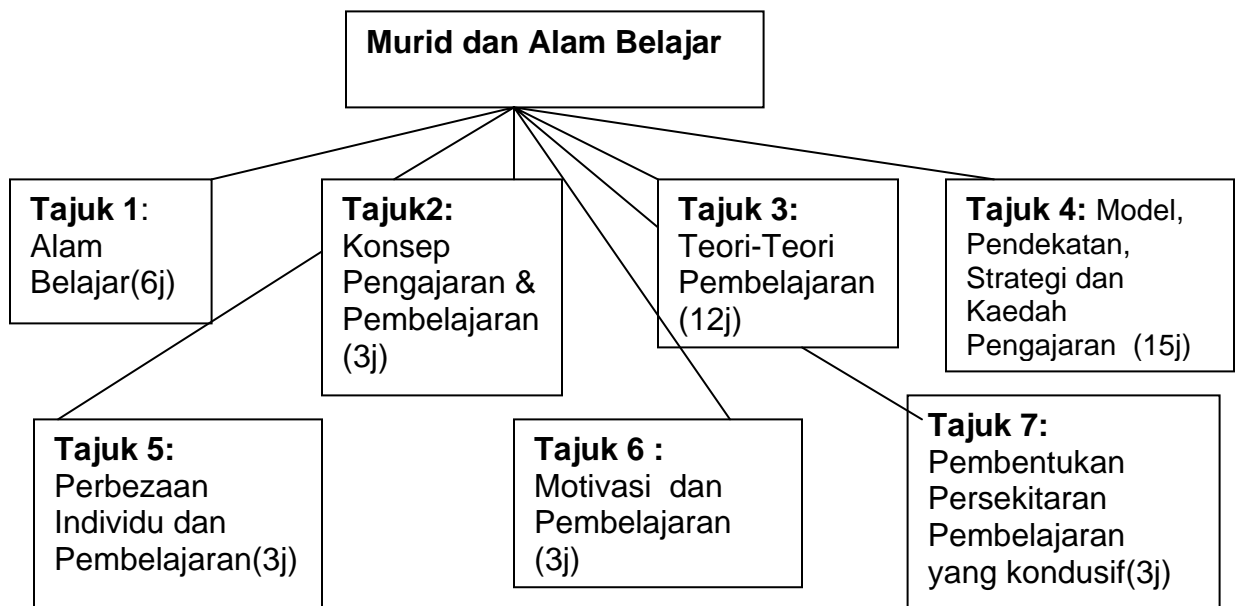 Murid dan Alam Belajar
Tajuk 1:
Alam
Belajar(6j)
Tajuk2:
Konsep
Pengajaran &
Pembelajaran
(3j)
Tajuk 3:
Teori-Teori
Pembelajaran
(12j)
Tajuk 4: Model,
Pendekatan,
Strategi dan
Kaedah
Pengajaran (15j)
Tajuk 5:
Perbezaan
Individu dan
Pembelajaran(3j)
Tajuk 6 :
Motivasi dan
Pembelajaran
(3j)
Tajuk 7:
Pembentukan
Persekitaran
Pembelajaran
yang kondusif(3j)